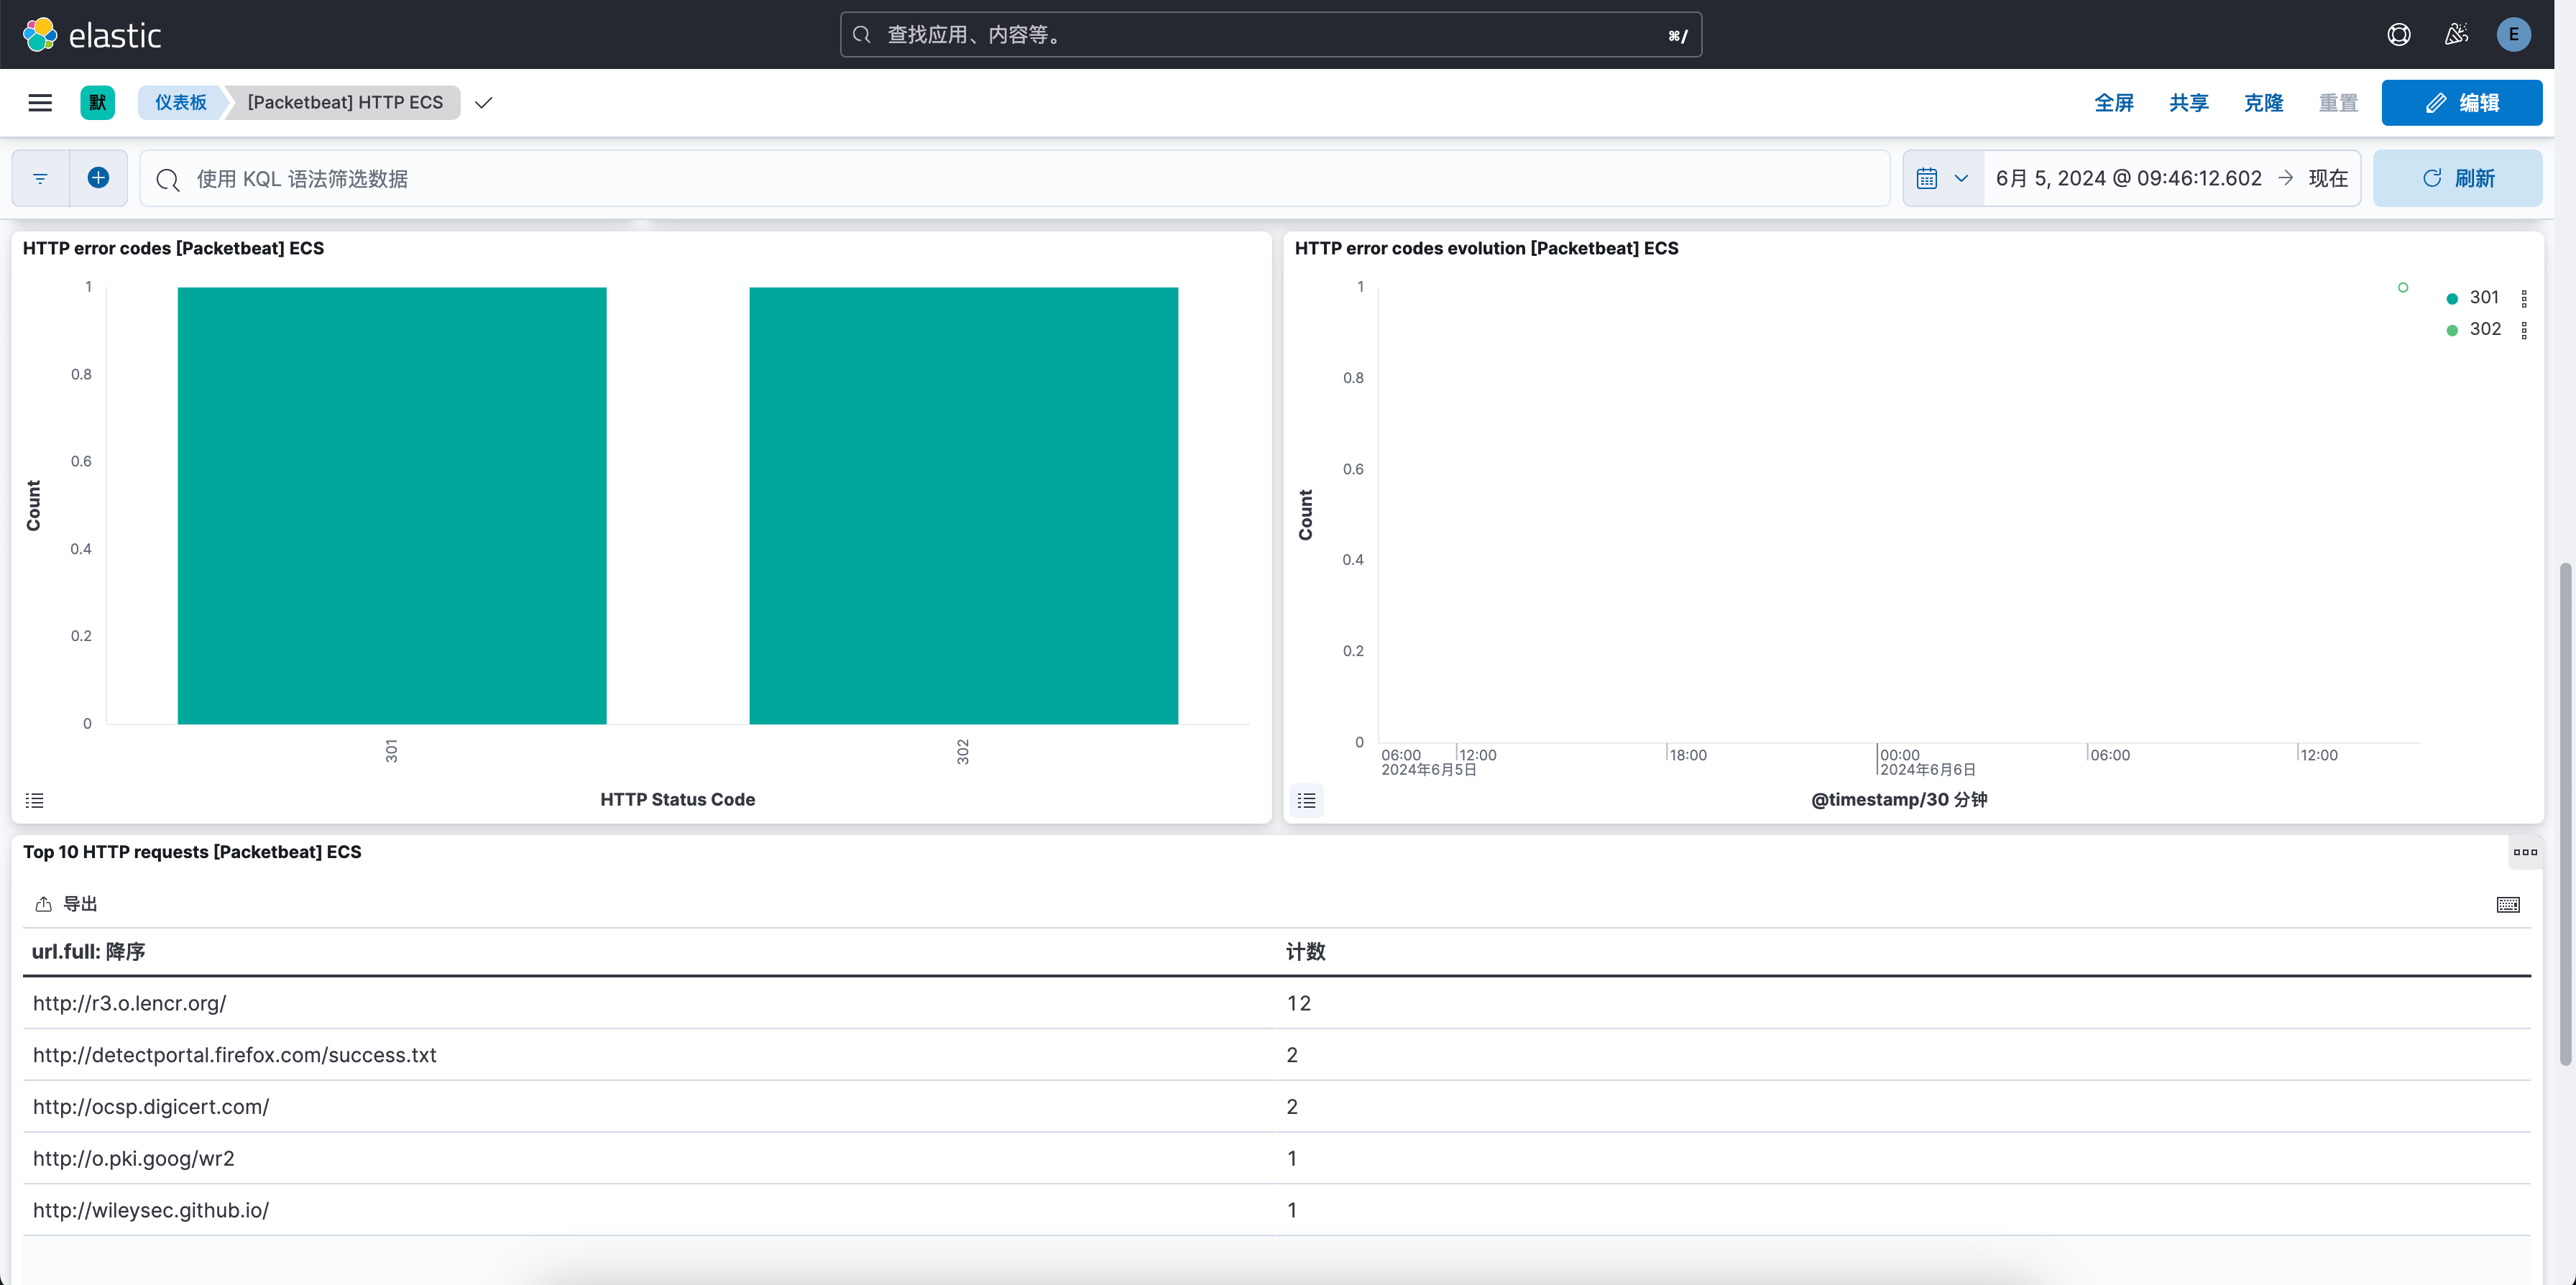 elastic
查找应用、内容等。
⌘/
E
默
仪表板
[Packetbeat] HTTP ECS
全屏
共享
克隆
重置
编辑
使用 KQL 语法筛选数据
6月 5, 2024 @ 09:46:12.602 → 现在
刷新
HTTP error codes [Packetbeat] ECS
1
0.8
0.6
0.4
0.2
0
Count
301
302
HTTP Status Code
HTTP error codes evolution [Packetbeat] ECS
1
0.8
0.6
0.4
0.2
0
Count
06:00
2024年6月5日
12:00
18:00
00:00
2024年6月6日
06:00
12:00
@timestamp/30 分钟
301
302
Top 10 HTTP requests [Packetbeat] ECS
导出
url.full: 降序 计数
http://r3.o.lencr.org/ 12
http://detectportal.firefox.com/success.txt 2
http://ocsp.digicert.com/ 2
http://o.pki.goog/wr2 1
http://wileysec.github.io/ 1